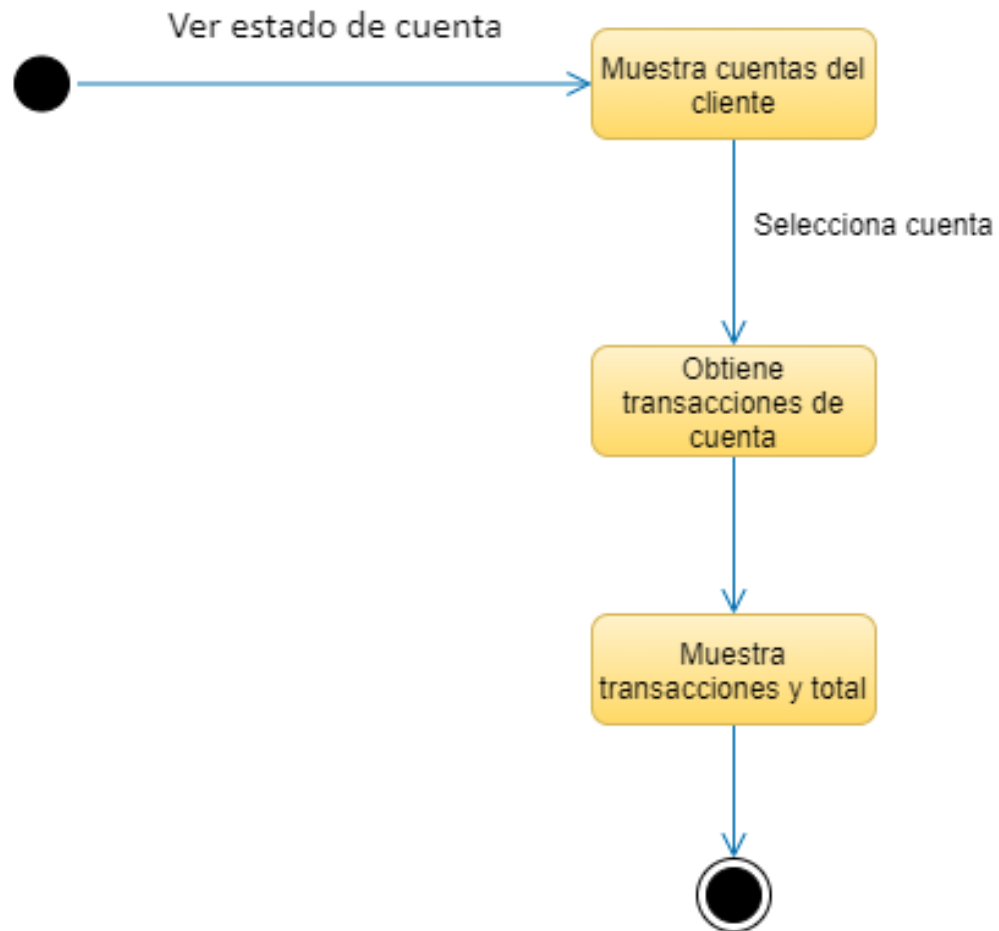 Ver estado de cuenta
Muestra cuentas del
cliente
Selecciona cuenta
Obtiene
transacciones de
cuenta
Muestra
transacciones y total